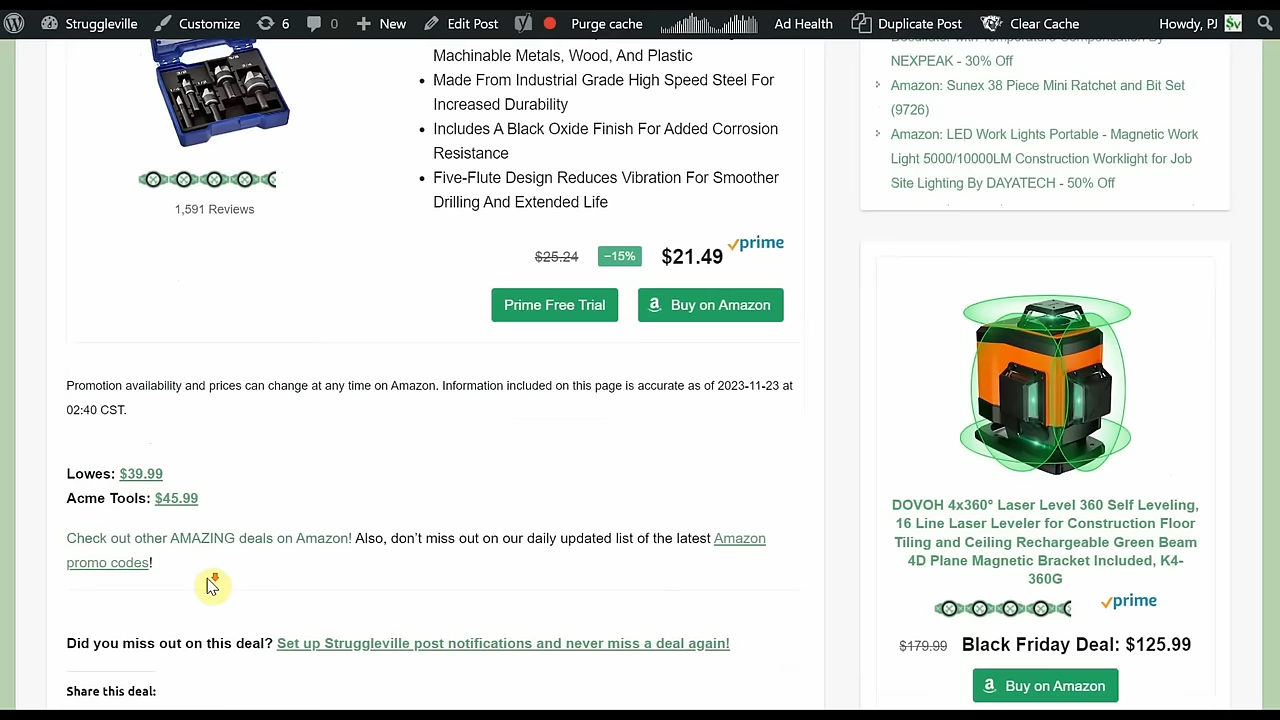 Struggleville
Customize
6
0
New
Edit Post
Purge cache
Ad Health
Duplicate Post
Clear Cache
Howdy, PJ
Machinable Metals, Wood, And Plastic
Made From Industrial Grade High Speed Steel For
Increased Durability
Includes A Black Oxide Finish For Added Corrosion
Resistance
Five-Flute Design Reduces Vibration For Smoother
Drilling And Extended Life
1,591 Reviews
$25.24 −15% $21.49 prime
Prime Free Trial
Buy on Amazon
Promotion availability and prices can change at any time on Amazon. Information included on this page is accurate as of 2023-11-23 at
02:40 CST.
Lowes: $39.99
Acme Tools: $45.99
Check out other AMAZING deals on Amazon! Also, don’t miss out on our daily updated list of the latest Amazon
promo codes!
Did you miss out on this deal? Set up Struggleville post notifications and never miss a deal again!
Share this deal:
with Temperature Compensation By
NEXPEAK - 30% Off
Amazon: Sunex 38 Piece Mini Ratchet and Bit Set
(9726)
Amazon: LED Work Lights Portable - Magnetic Work
Light 5000/10000LM Construction Worklight for Job
Site Lighting By DAYATECH - 50% Off
DOVOH 4x360° Laser Level 360 Self Leveling,
16 Line Laser Leveler for Construction Floor
Tiling and Ceiling Rechargeable Green Beam
4D Plane Magnetic Bracket Included, K4-
360G
prime
$179.99 Black Friday Deal: $125.99
Buy on Amazon